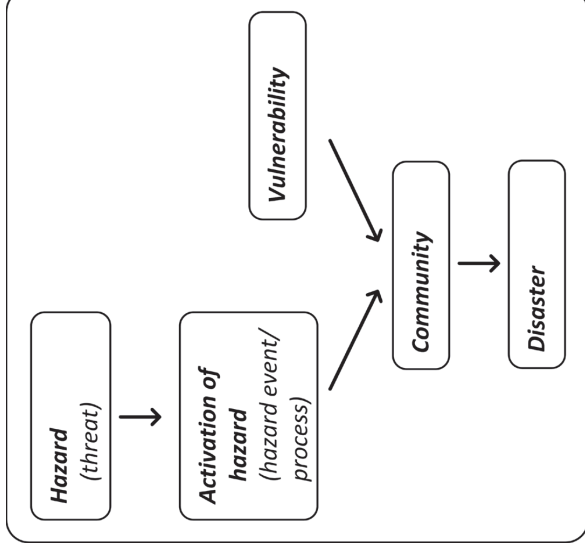 Hazard
(threat)
Activation of
hazard
(hazard event/
process)
Vulnerability
Community
Disaster